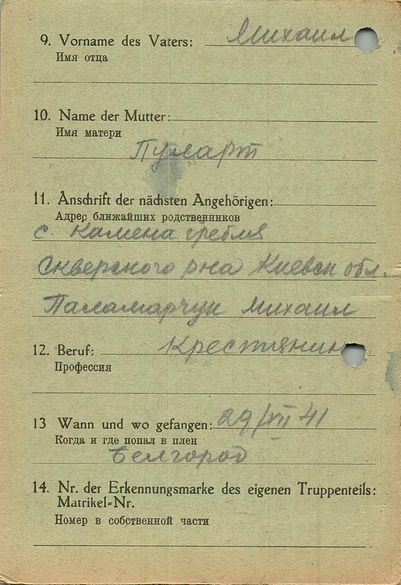 9. Vorname des Vaters: Михаил
Имя отца
10. Name der Mutter:
Имя матери
Пуларт
11. Anschrift der nächsten Angehörigen:
Адрес ближайших родственников
с. Камена гребля
Скверского р-на Киевск обл.
Паламарчук Михаил
12. Beruf: Крестянин
Профессия
13 Wann und wo gefangen: 29/VII 41
Когда и где попал в плен
Белгород
14. Nr. der Erkennungsmarke des eigenen Truppenteils:
Matrikel-Nr.
Номер в собственной части